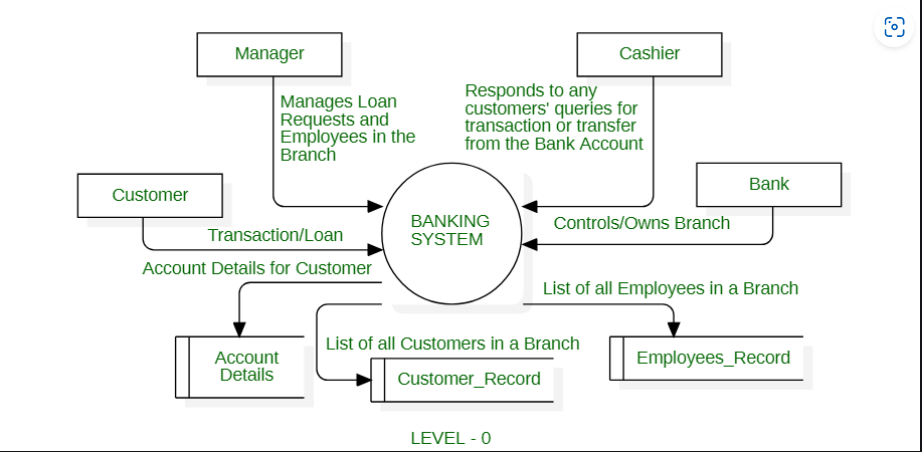 Manager
Cashier
Manages Loan
Requests and
Employees in the
Branch
Responds to any
customers' queries for
transaction or transfer
from the Bank Account
Customer
Bank
BANKING
SYSTEM
Transaction/Loan
Controls/Owns Branch
Account Details for Customer
List of all Employees in a Branch
List of all Customers in a Branch
Account
Details
Customer_Record
Employees_Record
LEVEL - 0